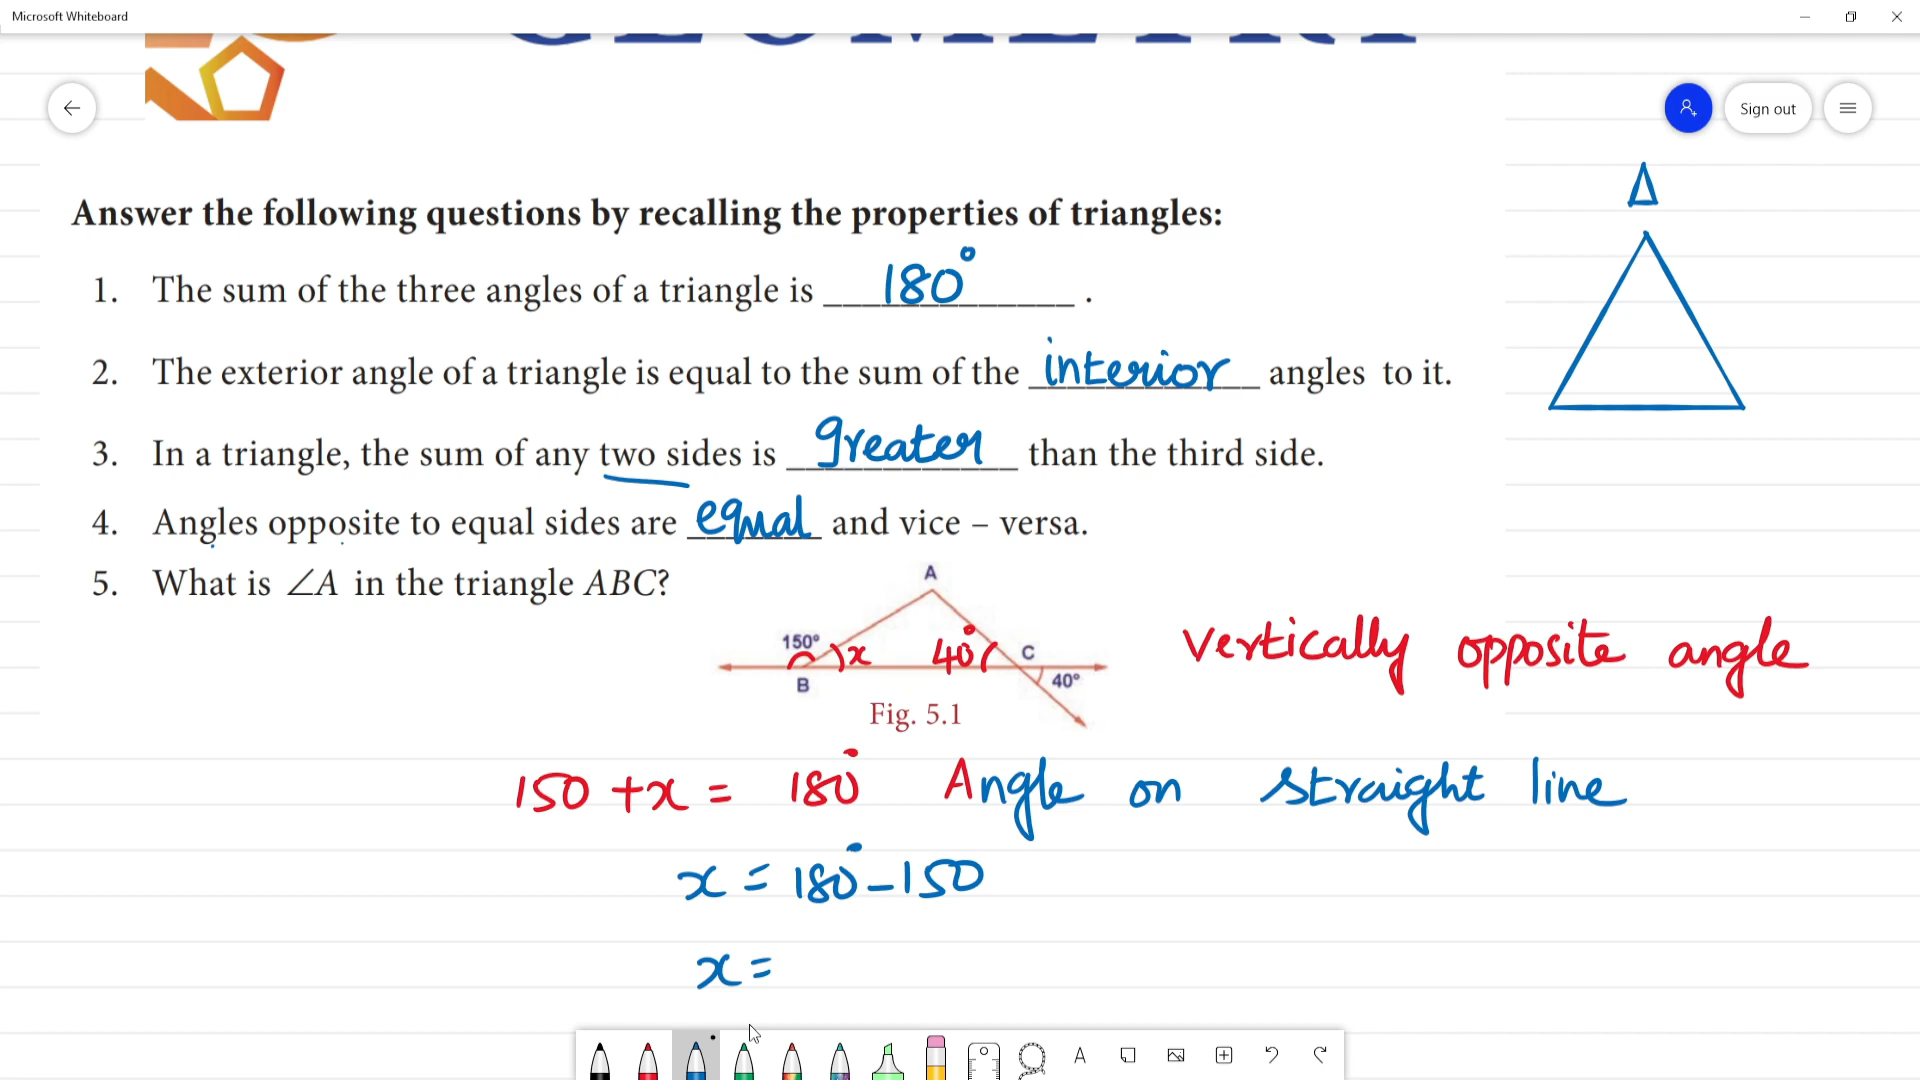 Microsoft Whiteboard
Sign out
Answer the following questions by recalling the properties of triangles:
1. The sum of the three angles of a triangle is 180° .
2. The exterior angle of a triangle is equal to the sum of the interior angles to it.
3. In a triangle, the sum of any two sides is greater than the third side.
4. Angles opposite to equal sides are equal and vice – versa.
5. What is ∠A in the triangle ABC?
A
150° x 40° C
B 40°
Fig. 5.1
Vertically opposite angle
150 + x = 180° Angle on straight line
x = 180° - 150
x =